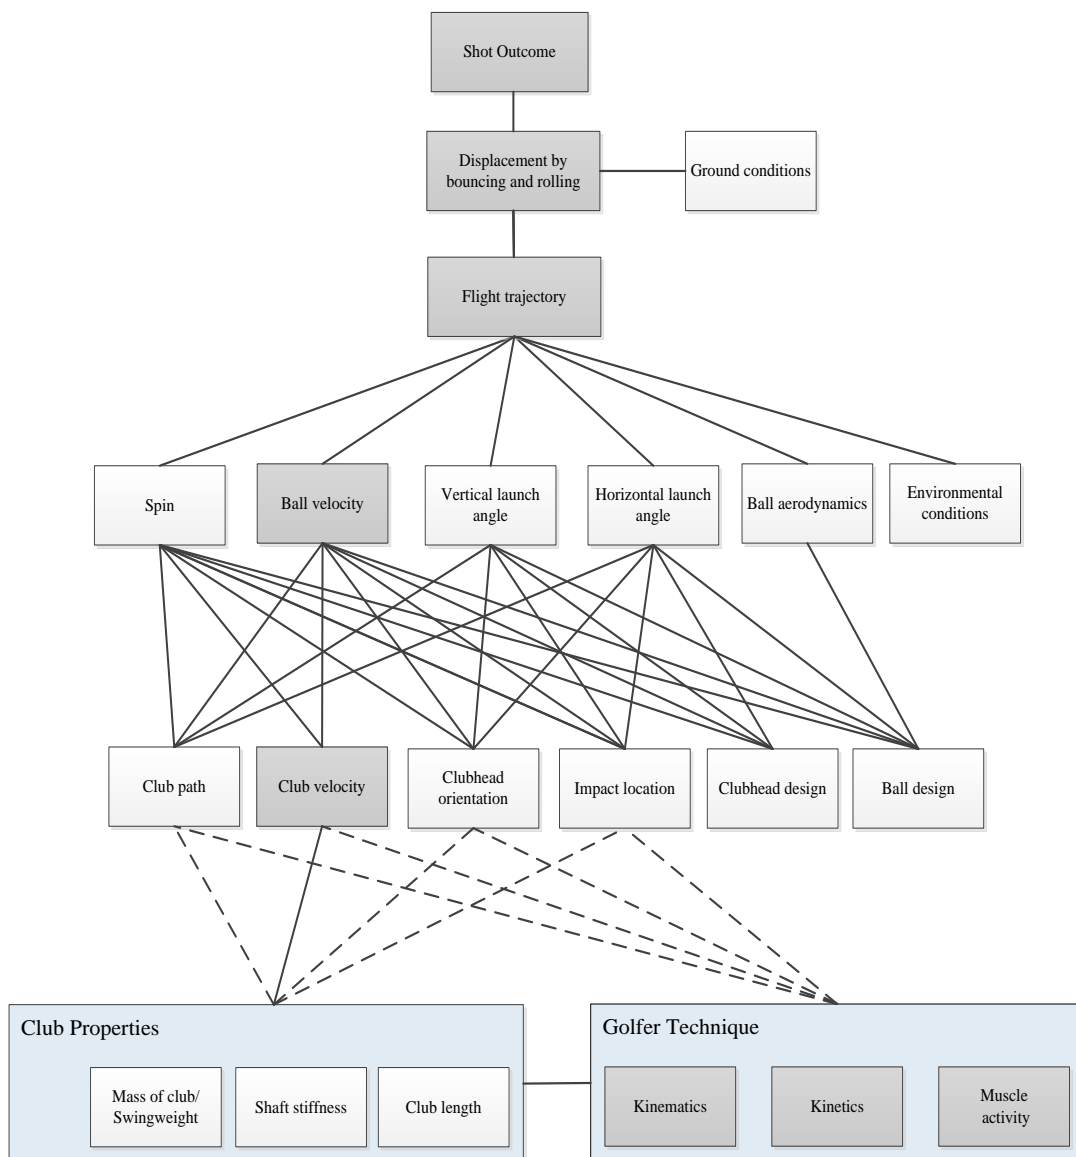 Shot Outcome
Displacement by
bouncing and rolling
Ground conditions
Flight trajectory
Spin
Ball velocity
Vertical launch
angle
Horizontal launch
angle
Ball aerodynamics
Environmental
conditions
Club path
Club velocity
Clubhead
orientation
Impact location
Clubhead design
Ball design
Club Properties
Mass of club/
Swingweight
Shaft stiffness
Club length
Golfer Technique
Kinematics
Kinetics
Muscle
activity